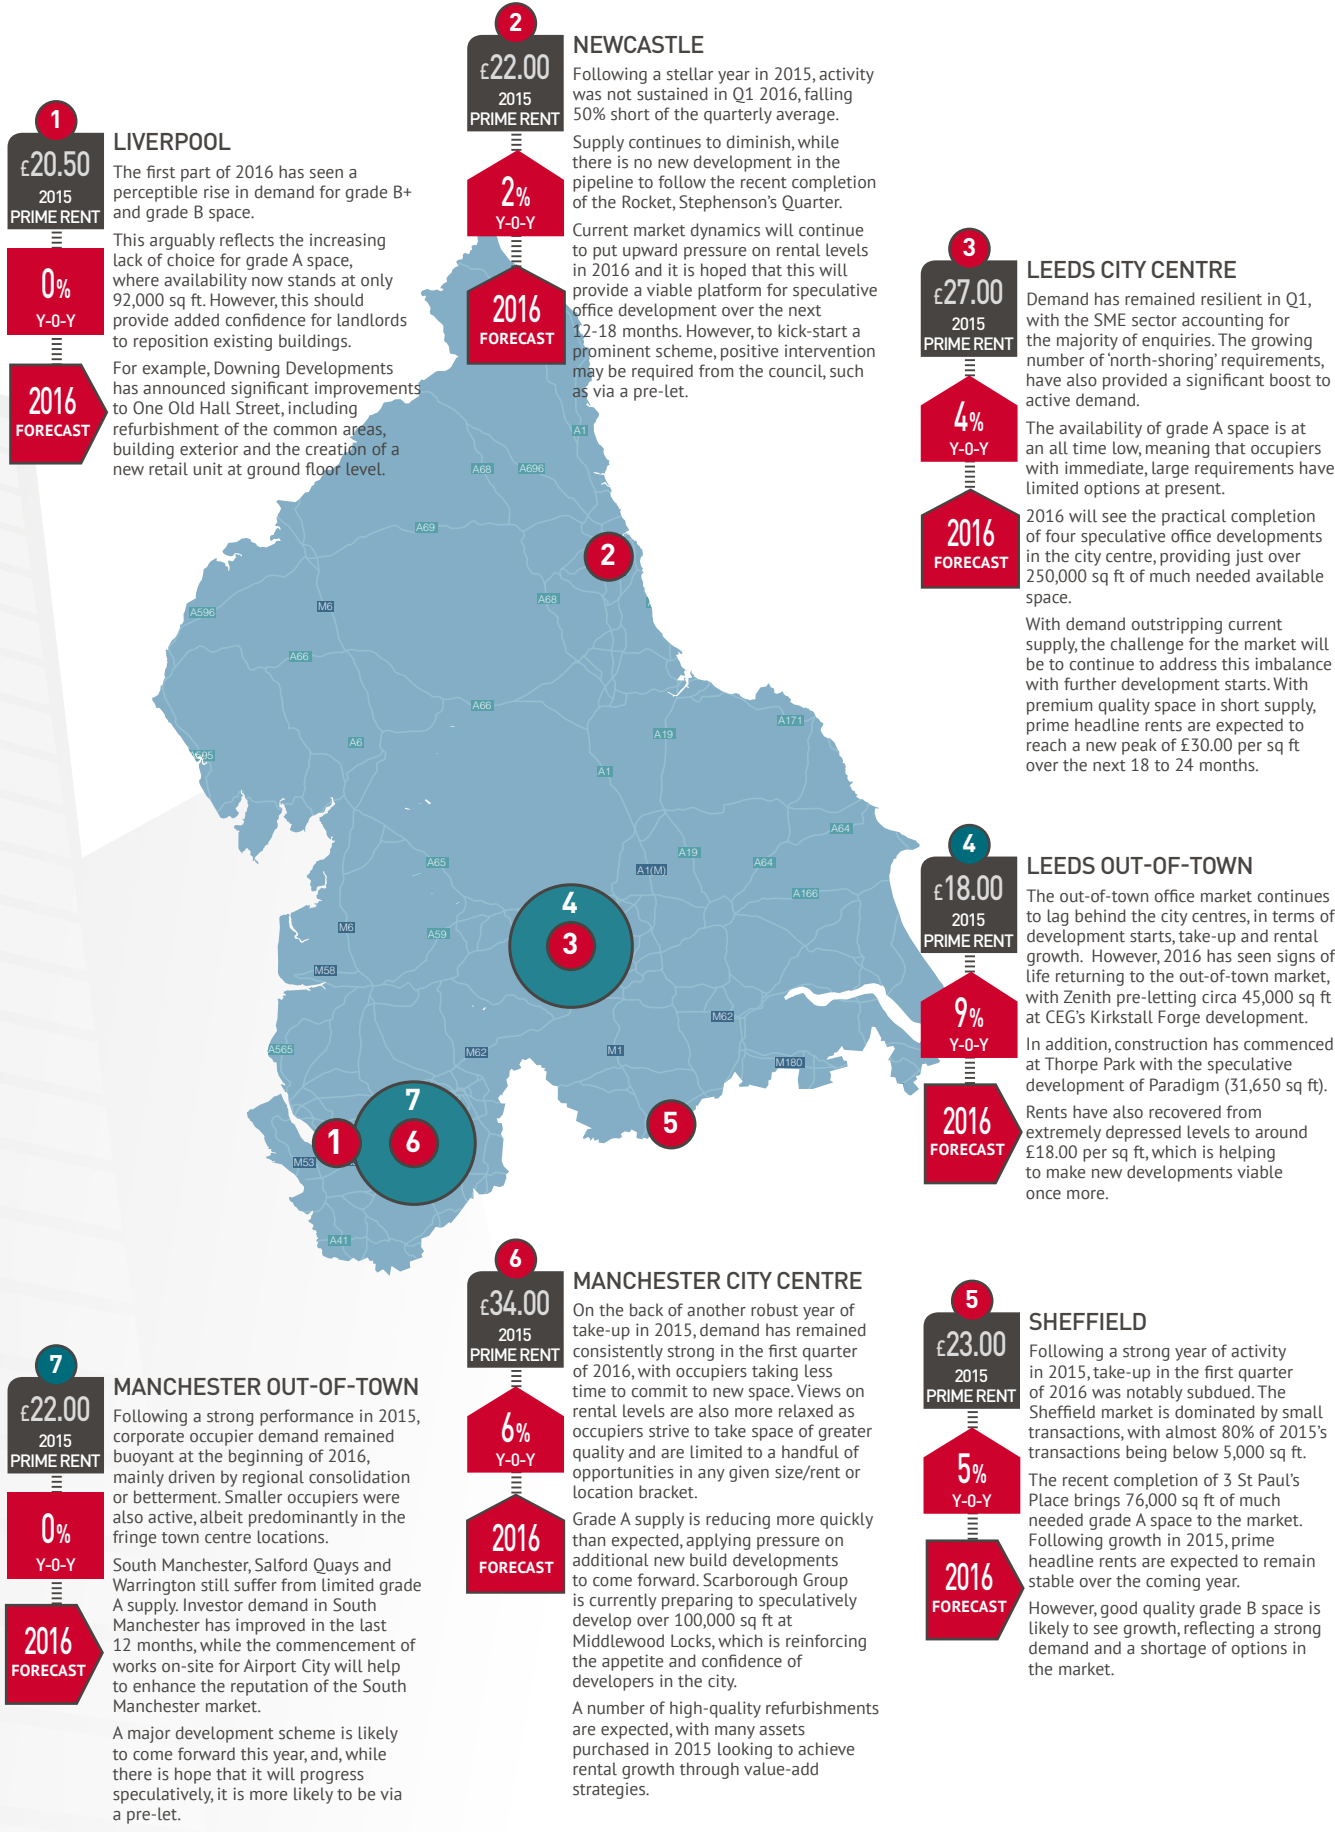 1
£20.50
2015
PRIME RENT
0%
Y-O-Y
2016
FORECAST
LIVERPOOL
The first part of 2016 has seen a
perceptible rise in demand for grade B+
and grade B space.
This arguably reflects the increasing
lack of choice for grade A space,
where availability now stands at only
92,000 sq ft. However, this should
provide added confidence for landlords
to reposition existing buildings.
For example, Downing Developments
has announced significant improvements
to One Old Hall Street, including
refurbishment of the common areas,
building exterior and the creation of a
new retail unit at ground floor level.
2
£22.00
2015
PRIME RENT
2%
Y-O-Y
2016
FORECAST
NEWCASTLE
Following a stellar year in 2015, activity
was not sustained in Q1 2016, falling
50% short of the quarterly average.
Supply continues to diminish, while
there is no new development in the
pipeline to follow the recent completion
of the Rocket, Stephenson's Quarter.
Current market dynamics will continue
to put upward pressure on rental levels
in 2016 and it is hoped that this will
provide a viable platform for speculative
office development over the next
12-18 months. However, to kick-start a
prominent scheme, positive intervention
may be required from the council, such
as via a pre-let.
3
£27.00
2015
PRIME RENT
4%
Y-O-Y
2016
FORECAST
LEEDS CITY CENTRE
Demand has remained resilient in Q1,
with the SME sector accounting for
the majority of enquiries. The growing
number of 'north-shoring' requirements,
have also provided a significant boost to
active demand.
The availability of grade A space is at
an all time low, meaning that occupiers
with immediate, large requirements have
limited options at present.
2016 will see the practical completion
of four speculative office developments
in the city centre, providing just over
250,000 sq ft of much needed available
space.
With demand outstripping current
supply, the challenge for the market will
be to continue to address this imbalance
with further development starts. With
premium quality space in short supply,
prime headline rents are expected to
reach a new peak of £30.00 per sq ft
over the next 18 to 24 months.
A1
A68
A696
A69
2
A68
A596
M6
A66
A66
A171
A19
A6
A595
A1
A64
A65
A19
A64
A1(M)
A166
4
M6
A59
3
M58
M62
A565
M62
M1
M180
7
5
1
6
M53
A41
4
£18.00
2015
PRIME RENT
9%
Y-O-Y
2016
FORECAST
LEEDS OUT-OF-TOWN
The out-of-town office market continues
to lag behind the city centres, in terms of
development starts, take-up and rental
growth. However, 2016 has seen signs of
life returning to the out-of-town market,
with Zenith pre-letting circa 45,000 sq ft
at CEG's Kirkstall Forge development.
In addition, construction has commenced
at Thorpe Park with the speculative
development of Paradigm (31,650 sq ft).
Rents have also recovered from
extremely depressed levels to around
£18.00 per sq ft, which is helping
to make new developments viable
once more.
7
£22.00
2015
PRIME RENT
0%
Y-O-Y
2016
FORECAST
MANCHESTER OUT-OF-TOWN
Following a strong performance in 2015,
corporate occupier demand remained
buoyant at the beginning of 2016,
mainly driven by regional consolidation
or betterment. Smaller occupiers were
also active, albeit predominantly in the
fringe town centre locations.
South Manchester, Salford Quays and
Warrington still suffer from limited grade
A supply. Investor demand in South
Manchester has improved in the last
12 months, while the commencement of
works on-site for Airport City will help
to enhance the reputation of the South
Manchester market.
A major development scheme is likely
to come forward this year, and, while
there is hope that it will progress
speculatively, it is more likely to be via
a pre-let.
6
£34.00
2015
PRIME RENT
6%
Y-O-Y
2016
FORECAST
MANCHESTER CITY CENTRE
On the back of another robust year of
take-up in 2015, demand has remained
consistently strong in the first quarter
of 2016, with occupiers taking less
time to commit to new space. Views on
rental levels are also more relaxed as
occupiers strive to take space of greater
quality and are limited to a handful of
opportunities in any given size/rent or
location bracket.
Grade A supply is reducing more quickly
than expected, applying pressure on
additional new build developments
to come forward. Scarborough Group
is currently preparing to speculatively
develop over 100,000 sq ft at
Middlewood Locks, which is reinforcing
the appetite and confidence of
developers in the city.
A number of high-quality refurbishments
are expected, with many assets
purchased in 2015 looking to achieve
rental growth through value-add
strategies.
5
£23.00
2015
PRIME RENT
5%
Y-O-Y
2016
FORECAST
SHEFFIELD
Following a strong year of activity
in 2015, take-up in the first quarter
of 2016 was notably subdued. The
Sheffield market is dominated by small
transactions, with almost 80% of 2015's
transactions being below 5,000 sq ft.
The recent completion of 3 St Paul's
Place brings 76,000 sq ft of much
needed grade A space to the market.
Following growth in 2015, prime
headline rents are expected to remain
stable over the coming year.
However, good quality grade B space is
likely to see growth, reflecting a strong
demand and a shortage of options in
the market.